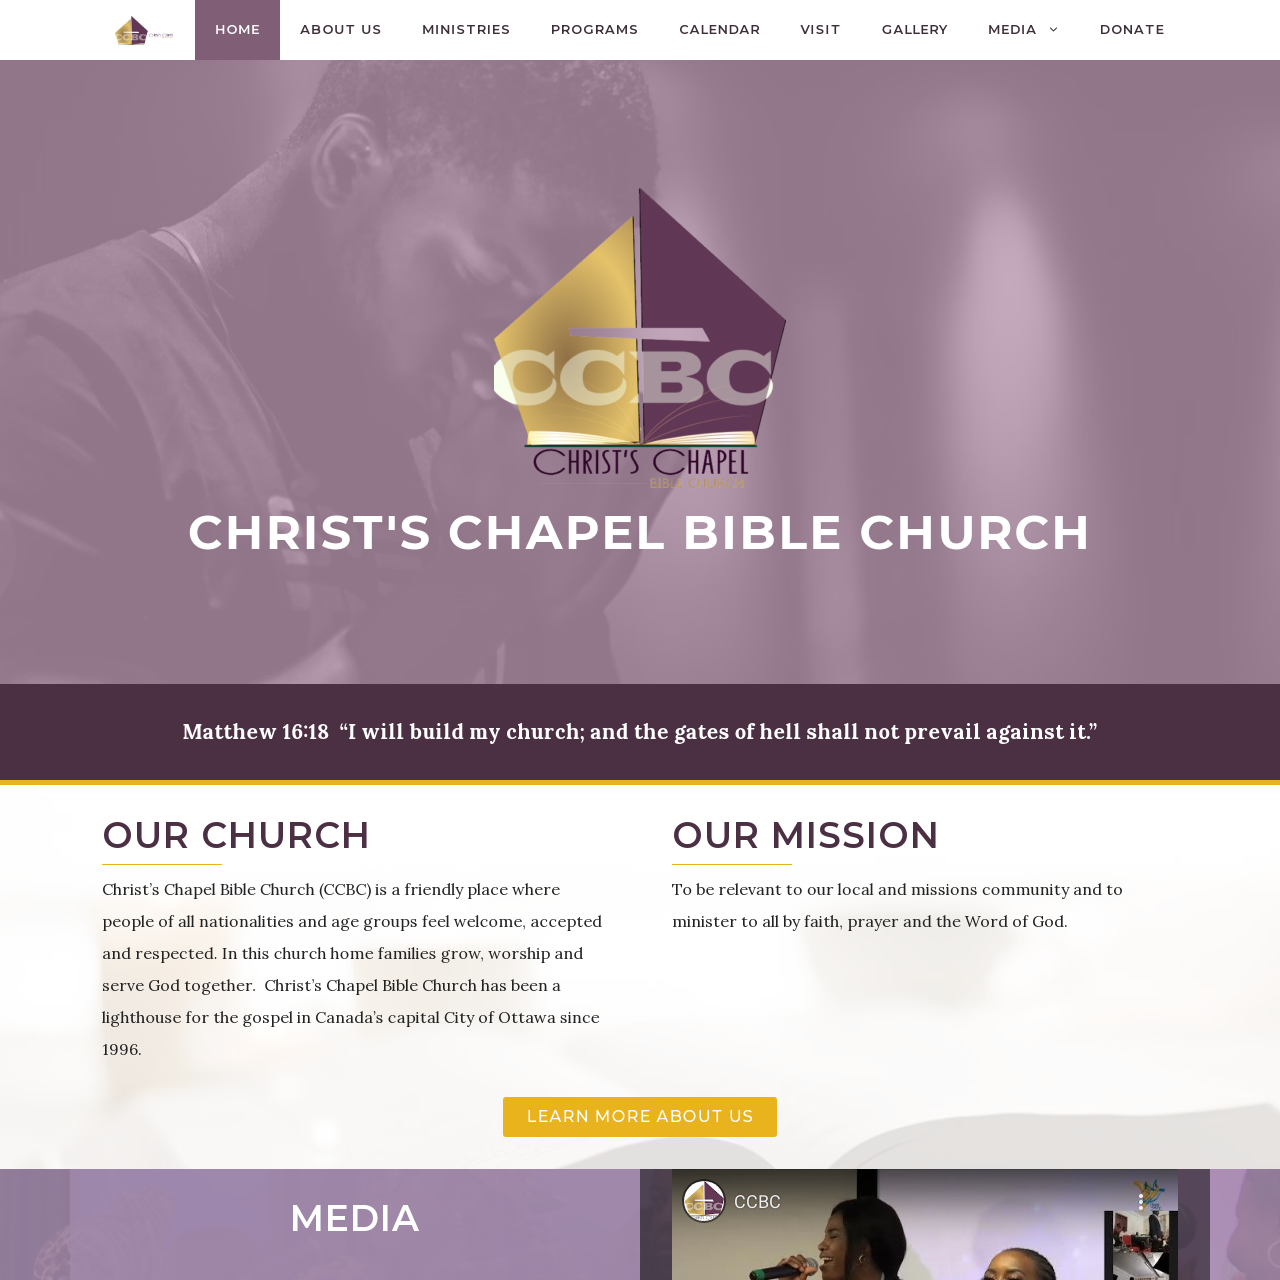 HOME ABOUT US MINISTRIES PROGRAMS CALENDAR VISIT GALLERY MEDIA DONATE
CCBC
CHRIST'S CHAPEL
BIBLE CHURCH
CHRIST'S CHAPEL BIBLE CHURCH
Matthew 16:18  “I will build my church; and the gates of hell shall not prevail against it.”
OUR CHURCH
Christ’s Chapel Bible Church (CCBC) is a friendly place where
people of all nationalities and age groups feel welcome, accepted
and respected. In this church home families grow, worship and
serve God together.  Christ’s Chapel Bible Church has been a
lighthouse for the gospel in Canada’s capital City of Ottawa since
1996.
OUR MISSION
To be relevant to our local and missions community and to
minister to all by faith, prayer and the Word of God.
LEARN MORE ABOUT US
MEDIA
CCBC